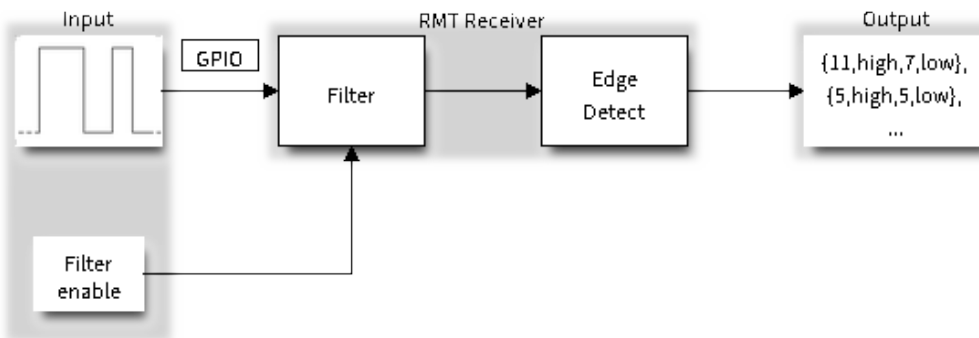 Input
RMT Receiver
Output
GPIO
Filter
Edge
Detect
{11,high,7,low},
{5,high,5,low},
...
Filter
enable